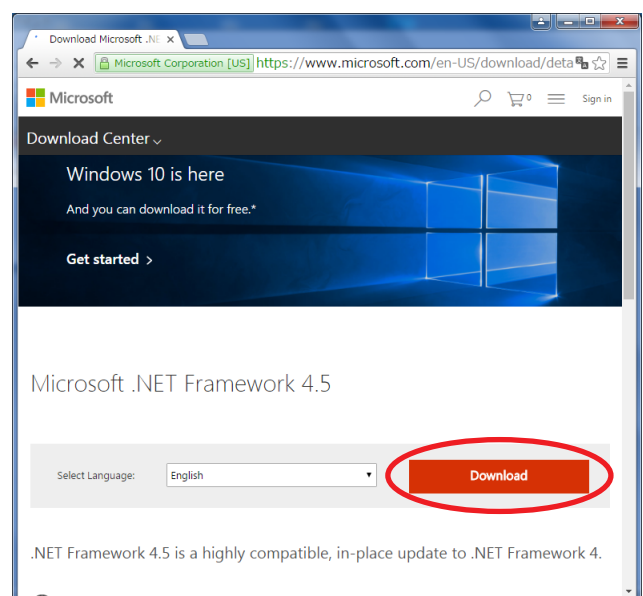 Download Microsoft .NE
Microsoft Corporation [US] https://www.microsoft.com/en-US/download/deta
Microsoft
0
Sign in
Download Center
Windows 10 is here
And you can download it for free.*
Get started >
Microsoft .NET Framework 4.5
Select Language: English Download
.NET Framework 4.5 is a highly compatible, in-place update to .NET Framework 4.